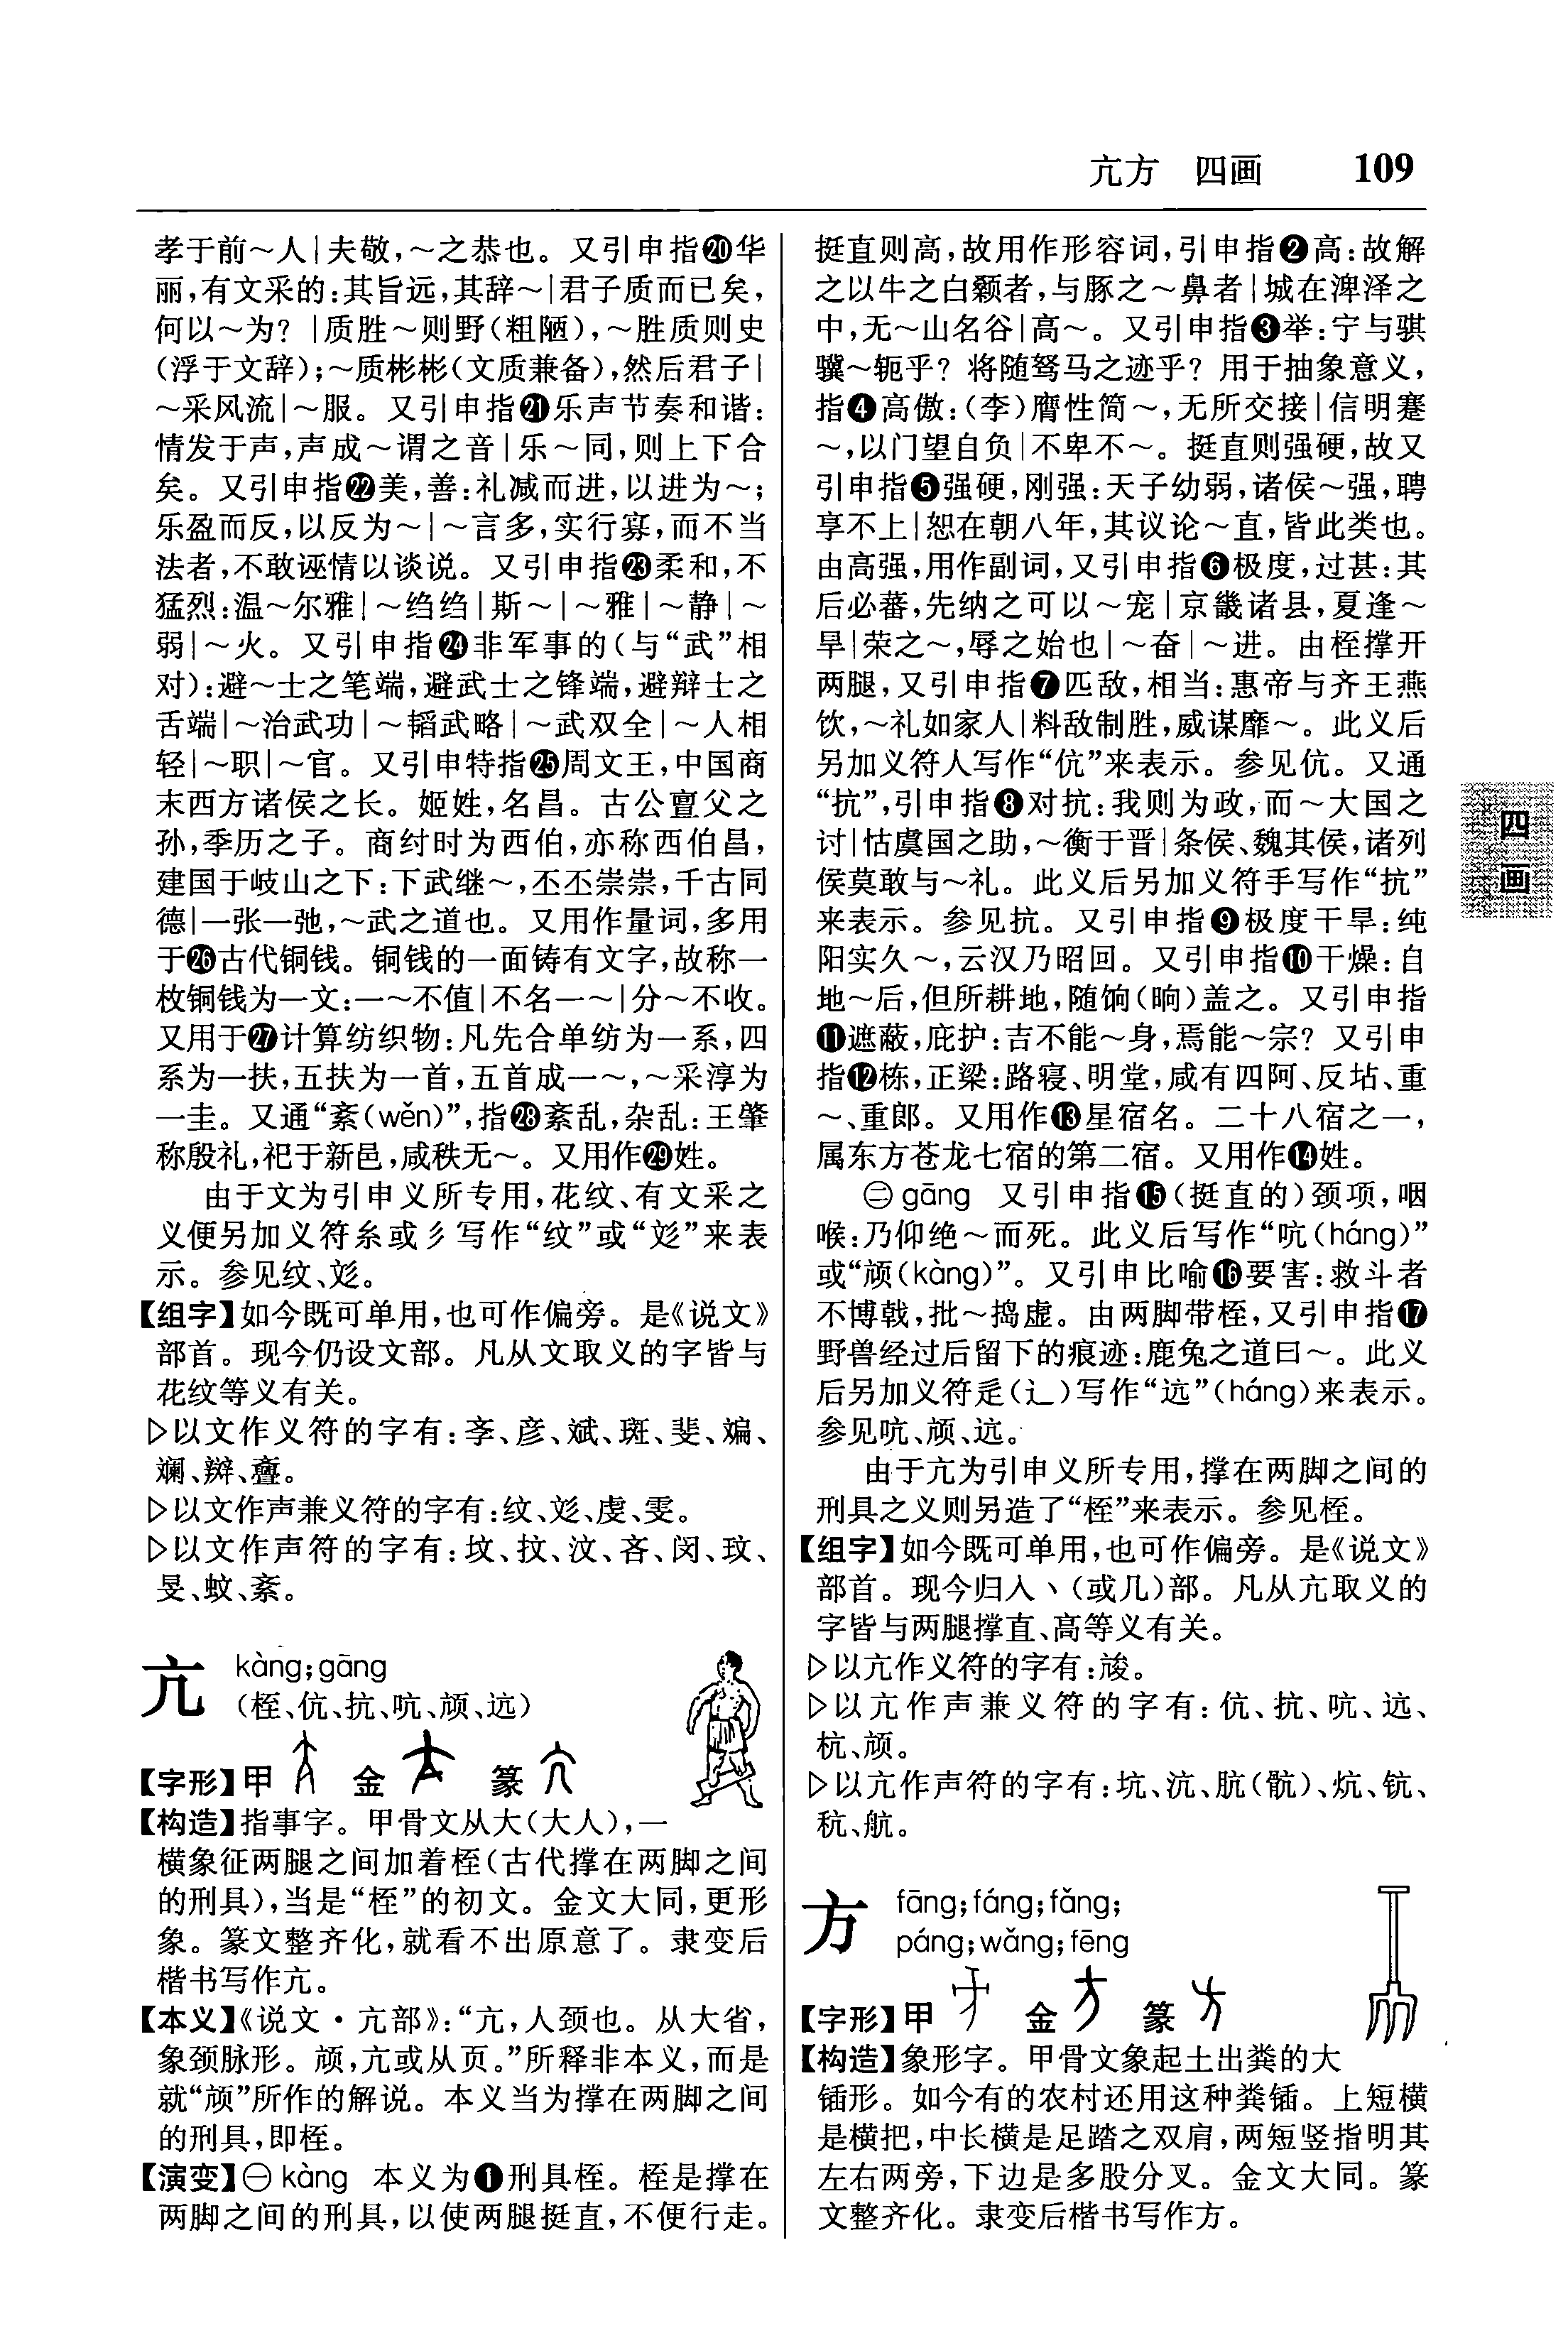 亢方 四画 109
孝于前～人|夫敬,～之恭也。又引申指⑳华
丽,有文采的:其旨远,其辞～|君子质而已矣,
何以～为? |质胜～则野(粗陋),～胜质则史
(浮于文辞);～质彬彬(文质兼备),然后君子|
～采风流|～服。又引申指㉑乐声节奏和谐:
情发于声,声成～谓之音|乐～同,则上下合
矣。又引申指㉒美,善:礼减而进,以进为～;
乐盈而反,以反为～|～言多,实行寡,而不当
法者,不敢诬情以谈说。又引申指㉓柔和,不
猛烈:温～尔雅|～绉绉|斯～|～雅|～静|～
弱|～火。又引申指㉔非军事的(与“武”相
对):避～士之笔端,避武士之锋端,避辩士之
舌端|～治武功|～韬武略|～武双全|～人相
轻|～职|～官。又引申特指㉕周文王,中国商
末西方诸侯之长。姬姓,名昌。古公亶父之
孙,季历之子。商纣时为西伯,亦称西伯昌,
建国于岐山之下:下武继～,丕丕崇崇,千古同
德|一张一弛,～武之道也。又用作量词,多用
于㉖古代铜钱。铜钱的一面铸有文字,故称一
枚铜钱为一文:一～不值|不名一～|分～不收。
又用于㉗计算纺织物:凡先合单纺为一系,四
系为一扶,五扶为一首,五首成一～,～采淳为
一圭。又通“紊(wěn)”,指㉘紊乱,杂乱:王肇
称殷礼,祀于新邑,咸秩无～。又用作㉙姓。
由于文为引申义所专用,花纹、有文采之
义便另加义符糸或彡写作“纹”或“彣”来表
示。参见纹、彣。
【组字】如今既可单用,也可作偏旁。是《说文》
部首。现今仍设文部。凡从文取义的字皆与
花纹等义有关。
▷以文作义符的字有:斈、彦、斌、斑、斐、斒、
斓、辬、斖。
▷以文作声兼义符的字有:纹、彣、虔、雯。
▷以文作声符的字有:坟、抆、汶、吝、闵、玟、
旻、蚊、紊。
亢 kàng;gāng
(桎、伉、抗、吭、颃、迒)
【字形】甲 金 篆
【构造】指事字。甲骨文从大(大人),一
横象征两腿之间加着桎(古代撑在两脚之间
的刑具),当是“桎”的初文。金文大同,更形
象。篆文整齐化,就看不出原意了。隶变后
楷书写作亢。
【本义】《说文·亢部》:“亢,人颈也。从大省,
象颈脉形。颃,亢或从页。”所释非本义,而是
就“颃”所作的解说。本义当为撑在两脚之间
的刑具,即桎。
【演变】㊀kàng 本义为❶刑具桎。桎是撑在
两脚之间的刑具,以使两腿挺直,不便行走。
挺直则高,故用作形容词,引申指❷高:故解
之以牛之白颡者,与豚之～鼻者|城在渒泽之
中,无～山名谷|高～。又引申指❸举:宁与骐
骥～轭乎? 将随驽马之迹乎? 用于抽象意义,
指❹高傲:(李)膺性简～,无所交接|信明蹇
～,以门望自负|不卑不～。挺直则强硬,故又
引申指❺强硬,刚强:天子幼弱,诸侯～强,聘
享不上|恕在朝八年,其议论～直,皆此类也。
由高强,用作副词,又引申指❻极度,过甚:其
后必蕃,先纳之可以～宠|京畿诸县,夏逢～
旱|荣之～,辱之始也|～奋|～进。由桎撑开
两腿,又引申指❼匹敌,相当:惠帝与齐王燕
饮,～礼如家人|料敌制胜,威谋靡～。此义后
另加义符人写作“伉”来表示。参见伉。又通
“抗”,引申指❽对抗:我则为政,而～大国之
讨|怙虞国之助,～衡于晋|条侯、魏其侯,诸列
侯莫敢与～礼。此义后另加义符手写作“抗”
来表示。参见抗。又引申指❾极度干旱:纯
阳实久～,云汉乃昭回。又引申指❿干燥:自
地～后,但所耕地,随饷(晌)盖之。又引申指
⓫遮蔽,庇护:吉不能～身,焉能～宗? 又引申
指⓬栋,正梁:路寝、明堂,咸有四阿、反坫、重
～、重郎。又用作⓭星宿名。二十八宿之一,
属东方苍龙七宿的第二宿。又用作⓮姓。
㊁gāng 又引申指⓯(挺直的)颈项,咽
喉:乃仰绝～而死。此义后写作“吭(háng)”
或“颃(kàng)”。又引申比喻⓰要害:救斗者
不博戟,批～捣虚。由两脚带桎,又引申指⓱
野兽经过后留下的痕迹:鹿兔之道曰～。此义
后另加义符辵(辶)写作“迒”(háng)来表示。
参见吭、颃、迒。
由于亢为引申义所专用,撑在两脚之间的
刑具之义则另造了“桎”来表示。参见桎。
【组字】如今既可单用,也可作偏旁。是《说文》
部首。现今归入丶(或几)部。凡从亢取义的
字皆与两腿撑直、高等义有关。
▷以亢作义符的字有:㚇。
▷以亢作声兼义符的字有:伉、抗、吭、迒、
杭、颃。
▷以亢作声符的字有:坑、沆、肮(骯)、炕、钪、
秔、航。
方 fāng;fáng;fǎng;
páng;wǎng;fēng
【字形】甲 金 篆
【构造】象形字。甲骨文象起土出粪的大
锸形。如今有的农村还用这种粪锸。上短横
是横把,中长横是足踏之双肩,两短竖指明其
左右两旁,下边是多股分叉。金文大同。篆
文整齐化。隶变后楷书写作方。
四画